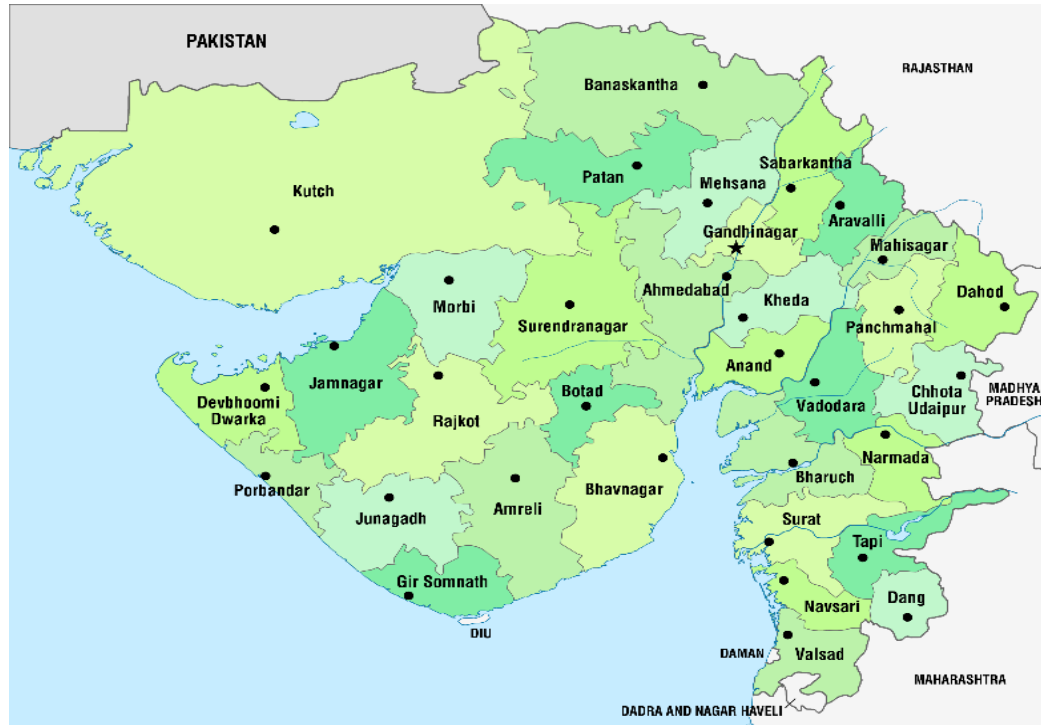 PAKISTAN
RAJASTHAN
Banaskantha
Sabarkantha
Patan
Mehsana
Kutch
Aravalli
Gandhinagar
Mahisagar
Morbi
Ahmedabad
Kheda
Dahod
Surendranagar
Panchmahal
Anand
Jamnagar
Botad
Devbhoomi
Dwarka
Rajkot
Vadodara
Chhota
Udaipur
MADHYA
PRADESH
Narmada
Bharuch
Porbandar
Bhavnagar
Amreli
Junagadh
Surat
Tapi
Gir Somnath
Dang
Navsari
DIU
DAMAN
Valsad
MAHARASHTRA
DADRA AND NAGAR HAVELI